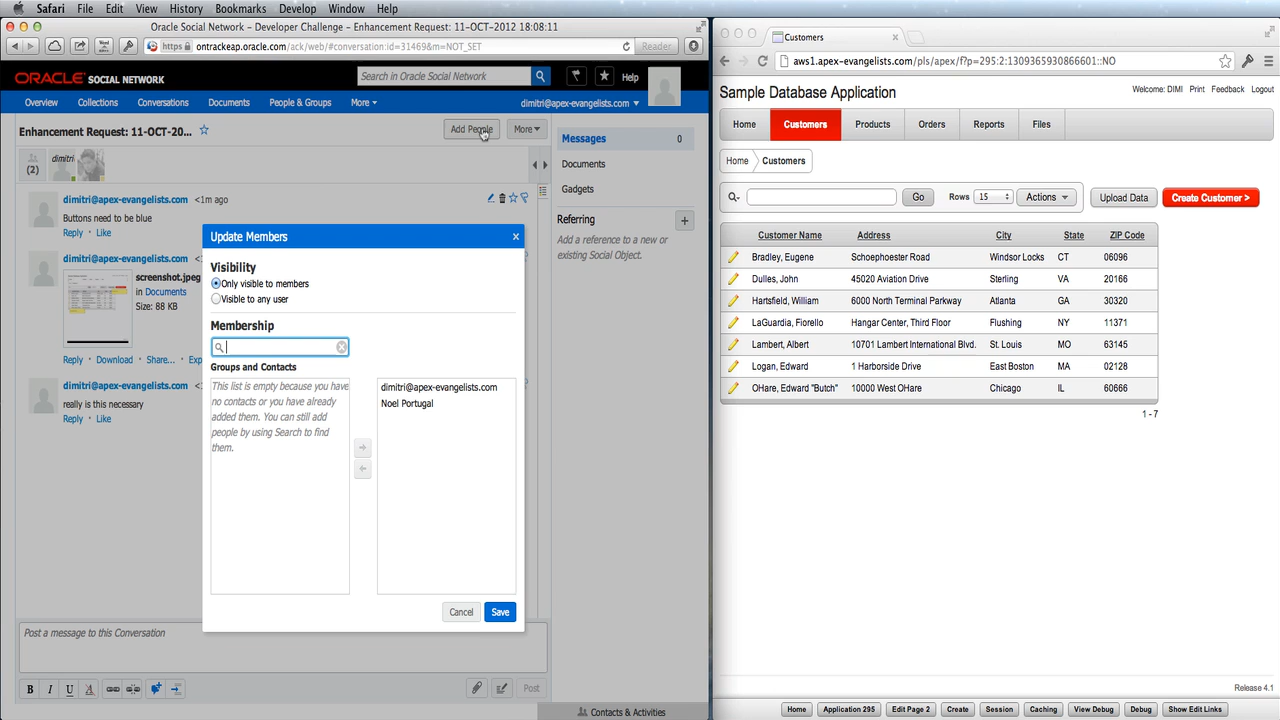 Safari File Edit View History Bookmarks Develop Window Help
Oracle Social Network - Developer Challenge - Enhancement Request: 11-OCT-2012 18:08:11
https ontrackeap.oracle.com/ack/web/#conversation:id=31469&m=NOT_SET
Reader
ORACLE SOCIAL NETWORK
Search in Oracle Social Network
Help
Overview Collections Conversations Documents People & Groups More
dimitri@apex-evangelists.com
Enhancement Request: 11-OCT-20...
Add People
More
(2)
dimitri
dimitri@apex-evangelists.com <1m ago
Buttons need to be blue
Reply · Like
dimitri@apex-evangelists.com
screenshot.jpeg
in Documents
Size: 88 KB
Reply · Download · Share... · Exp
dimitri@apex-evangelists.com
really is this necessary
Reply · Like
Update Members
Visibility
Only visible to members
Visible to any user
Membership
Groups and Contacts
This list is empty because you have
no contacts or you have already
added them. You can still add
people by using Search to find
them.
dimitri@apex-evangelists.com
Noel Portugal
Cancel
Save
Post a message to this Conversation
B I U A
Post
Messages 0
Documents
Gadgets
Referring
Add a reference to a new or
existing Social Object.
Contacts & Activities
Customers
aws1.apex-evangelists.com/pls/apex/f?p=295:2:1309365930866601::NO
Sample Database Application
Welcome: DIMI Print Feedback Logout
Home Customers Products Orders Reports Files
Home Customers
Go
Rows 15
Actions
Upload Data
Create Customer >
Customer Name Address City State ZIP Code
Bradley, Eugene Schoephoester Road Windsor Locks CT 06096
Dulles, John 45020 Aviation Drive Sterling VA 20166
Hartsfield, William 6000 North Terminal Parkway Atlanta GA 30320
LaGuardia, Fiorello Hangar Center, Third Floor Flushing NY 11371
Lambert, Albert 10701 Lambert International Blvd. St. Louis MO 63145
Logan, Edward 1 Harborside Drive East Boston MA 02128
OHare, Edward "Butch" 10000 West OHare Chicago IL 60666
1 - 7
Release 4.1
Home Application 295 Edit Page 2 Create Session Caching View Debug Debug Show Edit Links